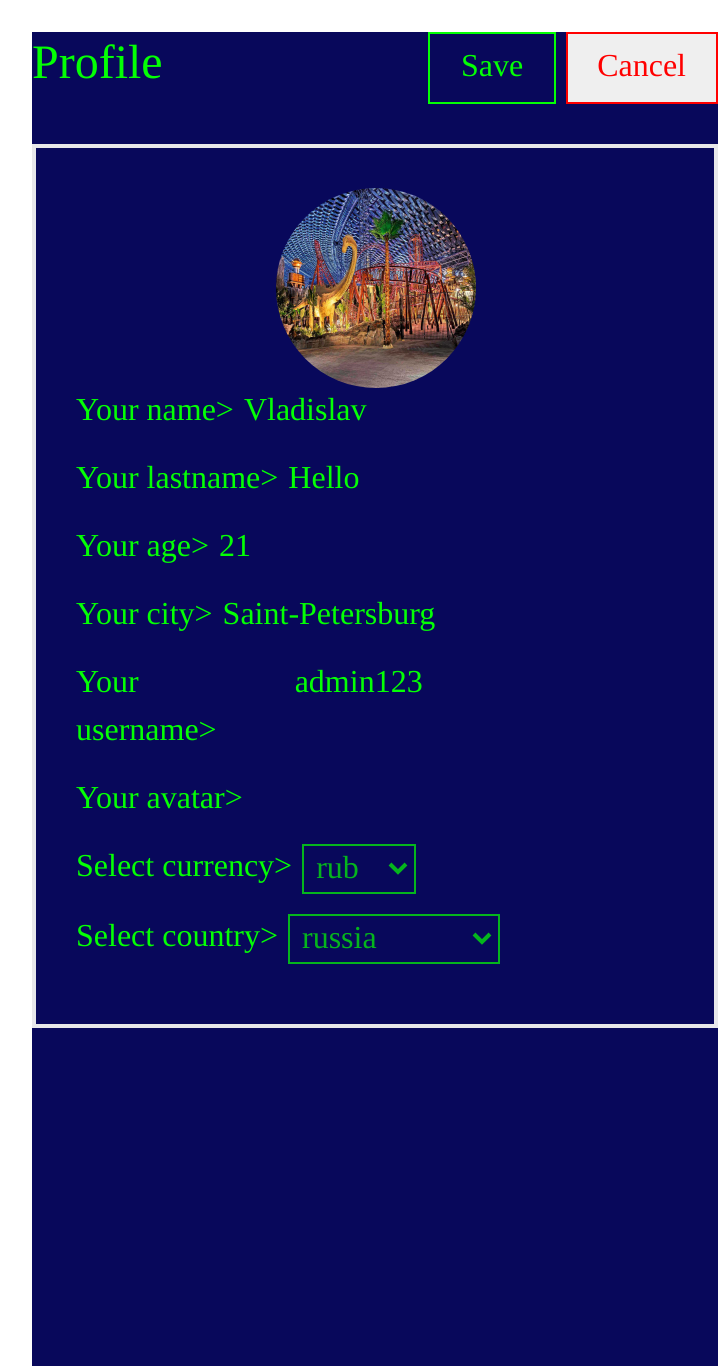 Profile Save Cancel
Your name> Vladislav
Your lastname> Hello
Your age> 21
Your city> Saint-Petersburg
Your admin123
username>
Your avatar>
Select currency> rub
Select country> russia